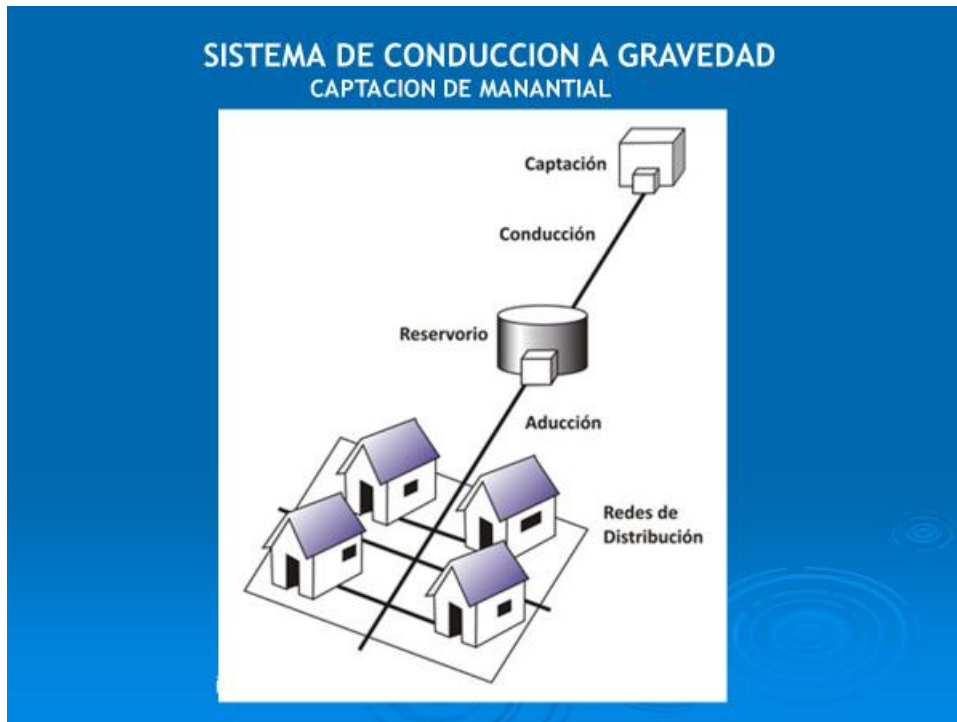 SISTEMA DE CONDUCCION A GRAVEDAD
CAPTACION DE MANANTIAL
Captación
Conducción
Reservorio
Aducción
Redes de
Distribución